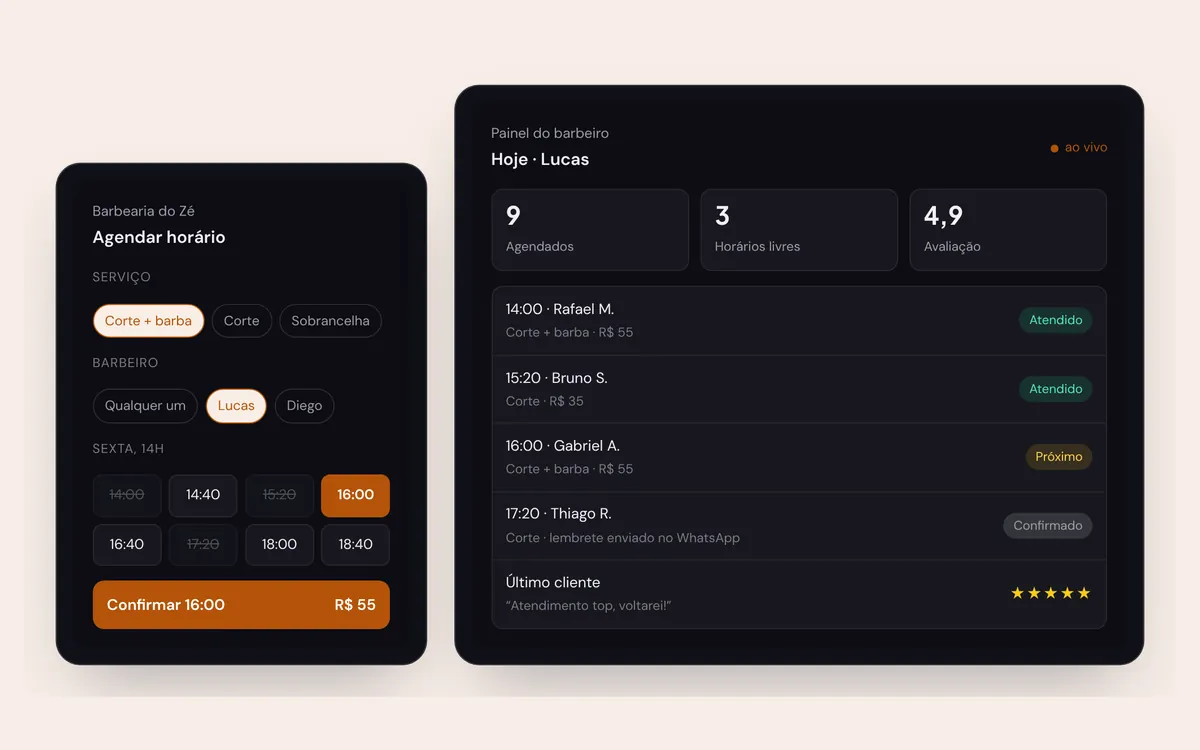 Barbearia do Zé
Agendar horário
SERVIÇO
Corte + barba Corte Sobrancelha
BARBEIRO
Qualquer um Lucas Diego
SEXTA, 14H
14:00 14:40 15:20 16:00
16:40 17:20 18:00 18:40
Confirmar 16:00 R$ 55
Painel do barbeiro
Hoje · Lucas
ao vivo
9 3 4,9
Agendados Horários livres Avaliação
14:00 · Rafael M.
Corte + barba · R$ 55
Atendido
15:20 · Bruno S.
Corte · R$ 35
Atendido
16:00 · Gabriel A.
Corte + barba · R$ 55
Próximo
17:20 · Thiago R.
Corte · lembrete enviado no WhatsApp
Confirmado
Último cliente
“Atendimento top, voltarei!”
★★★★★